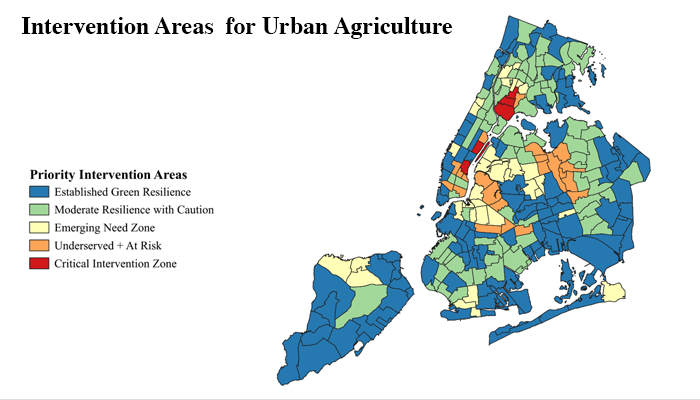 Intervention Areas  for Urban Agriculture
Priority Intervention Areas
Established Green Resilience
Moderate Resilience with Caution
Emerging Need Zone
Underserved + At Risk
Critical Intervention Zone